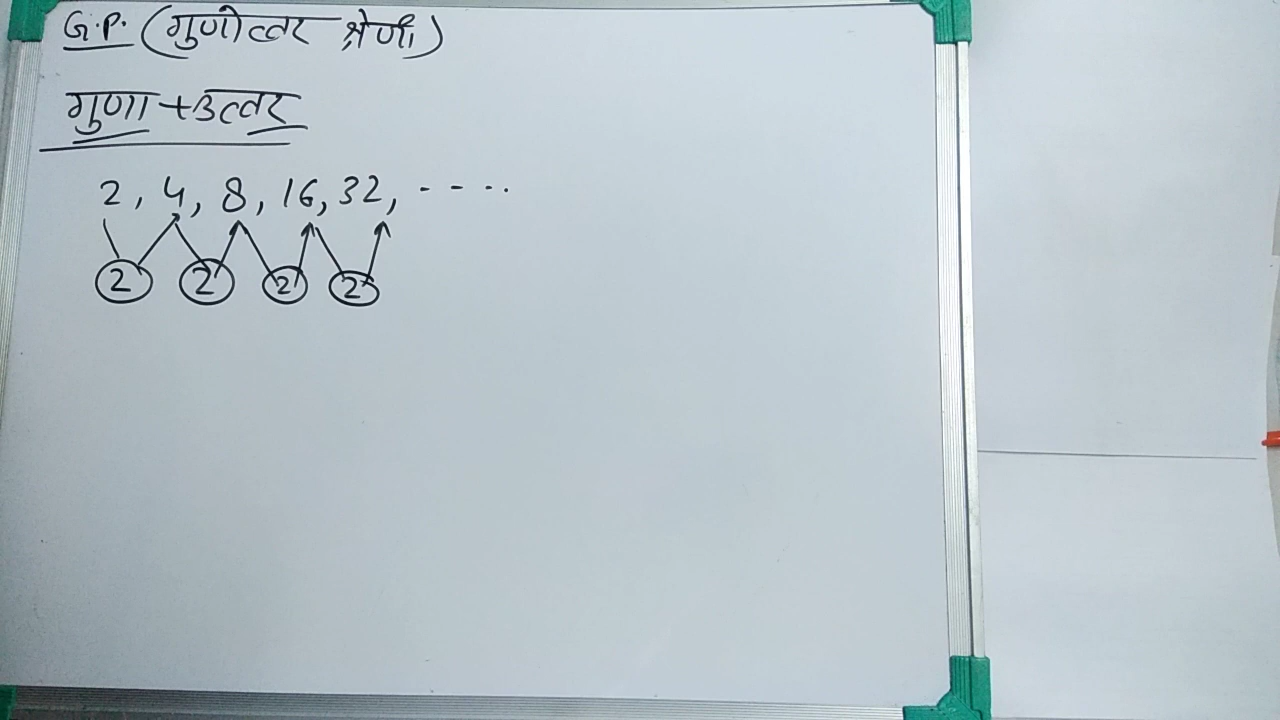 G.P. (गुणोत्तर श्रेणी)
गुणा+उत्तर
2, 4, 8, 16, 32, - - - - .
2 2 2 2